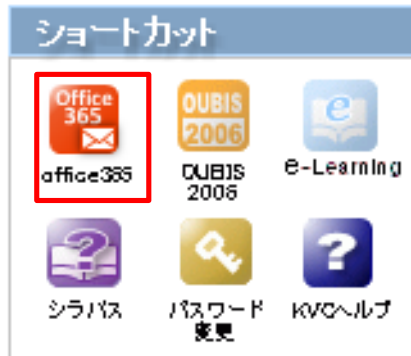 ショートカット
Office
365
office365
OUBIS
2006
OUBIS
2006
e
e-Learning
?
シラバス
パスワード
変更
?
KVCヘルプ